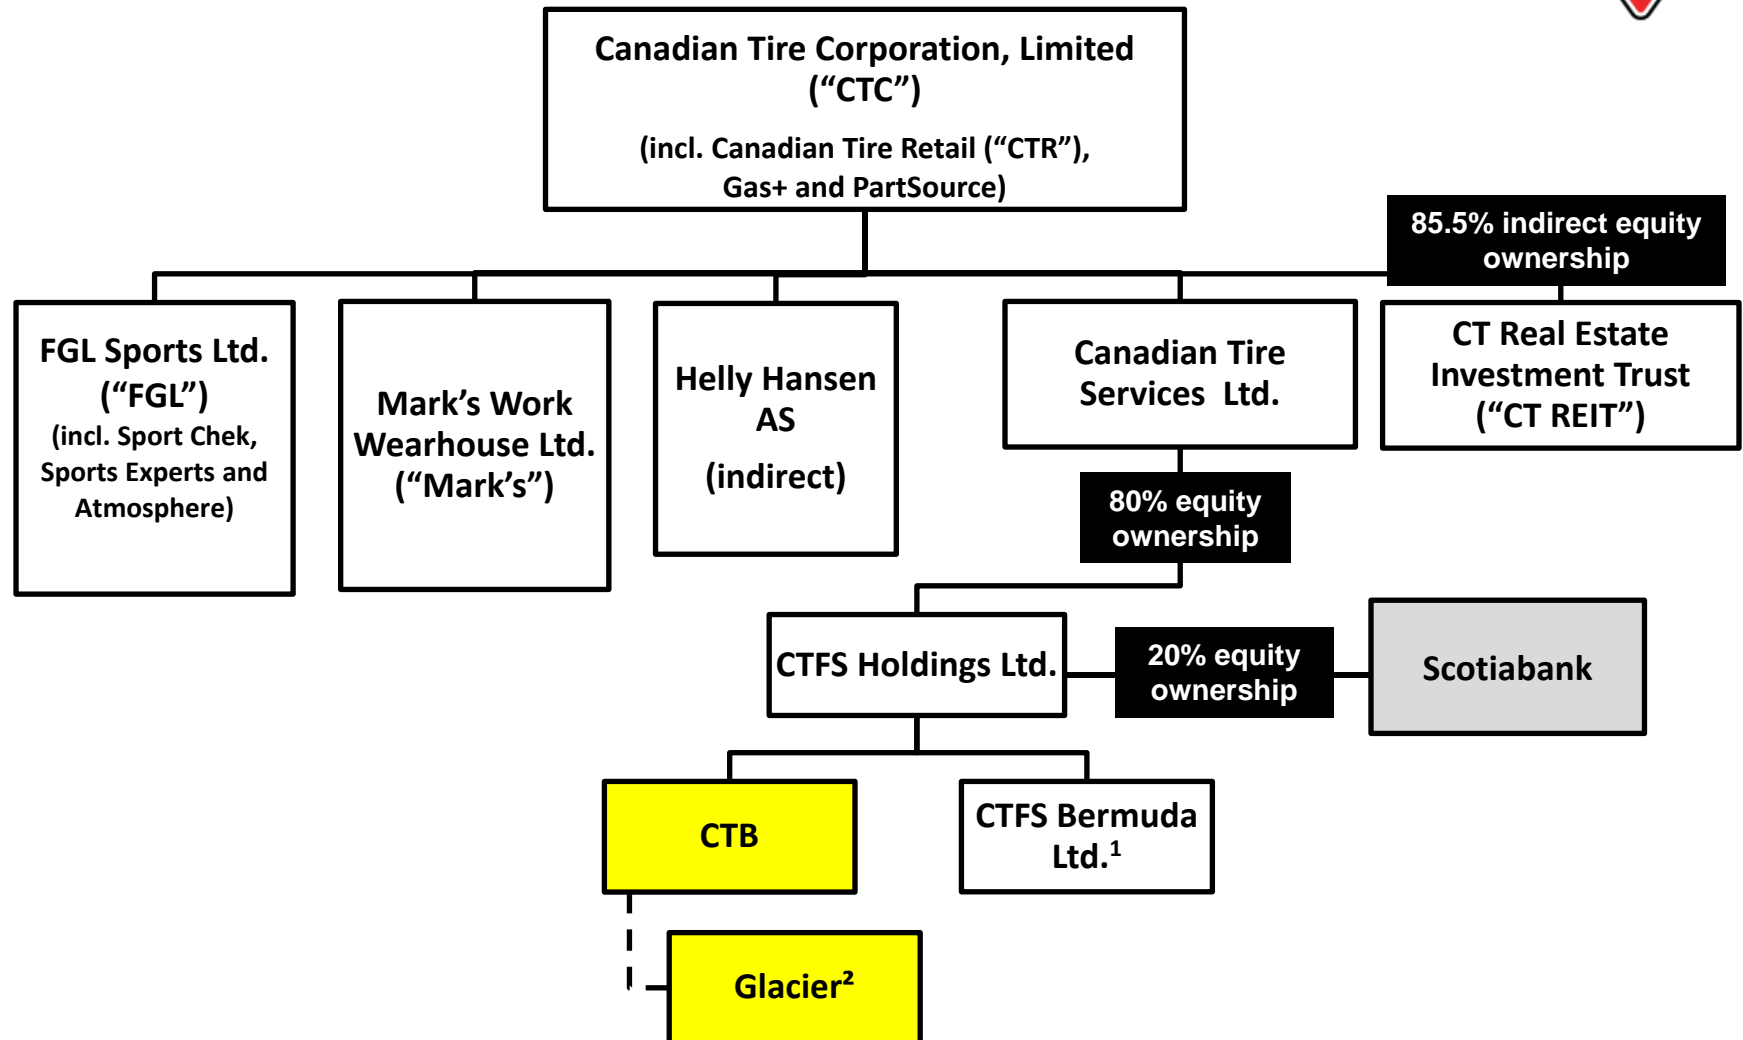 Canadian Tire Corporation, Limited
(“CTC”)
(incl. Canadian Tire Retail (“CTR”),
Gas+ and PartSource)
85.5% indirect equity
ownership
FGL Sports Ltd.
(“FGL”)
(incl. Sport Chek,
Sports Experts and
Atmosphere)
Mark’s Work
Wearhouse Ltd.
(“Mark’s”)
Helly Hansen
AS
(indirect)
Canadian Tire
Services Ltd.
CT Real Estate
Investment Trust
(“CT REIT”)
80% equity
ownership
CTFS Holdings Ltd.
20% equity
ownership
Scotiabank
CTB
CTFS Bermuda
Ltd.¹
Glacier²